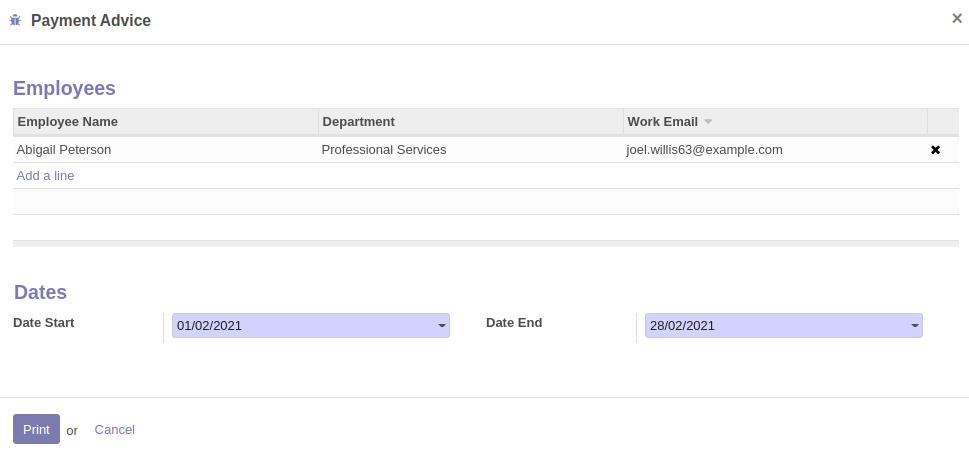 Payment Advice ×
Employees
Employee Name Department Work Email
Abigail Peterson Professional Services joel.willis63@example.com
Add a line
Dates
Date Start 01/02/2021 Date End 28/02/2021
Print or Cancel